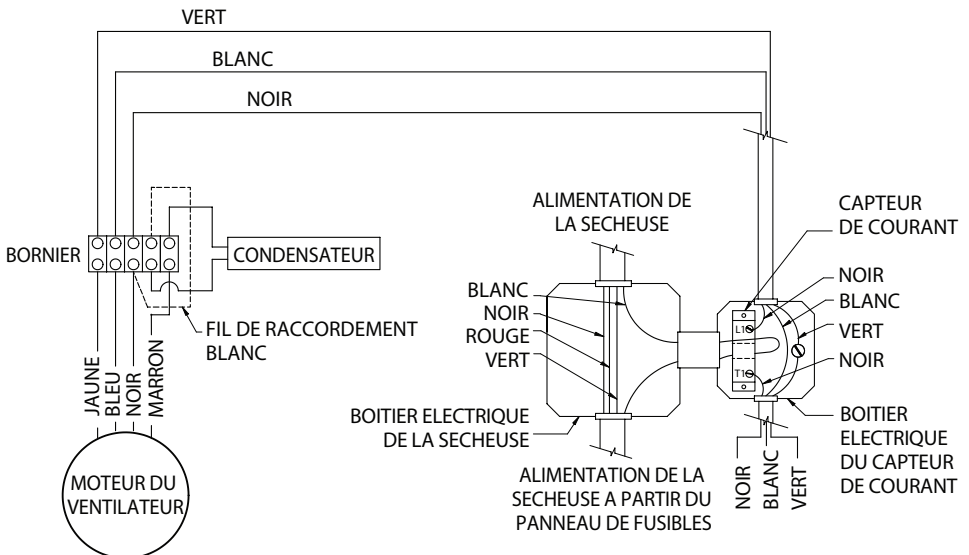 VERT
BLANC
NOIR
BORNIER
CONDENSATEUR
FIL DE RACCORDEMENT
BLANC
JAUNE
BLEU
NOIR
MARRON
MOTEUR DU
VENTILATEUR
ALIMENTATION DE
LA SECHEUSE
BLANC
NOIR
ROUGE
VERT
BOITIER ELECTRIQUE
DE LA SECHEUSE
ALIMENTATION DE LA
SECHEUSE A PARTIR DU
PANNEAU DE FUSIBLES
CAPTEUR
DE COURANT
L1
T1
NOIR
BLANC
VERT
NOIR
BOITIER
ELECTRIQUE
DU CAPTEUR
DE COURANT
NOIR
BLANC
VERT